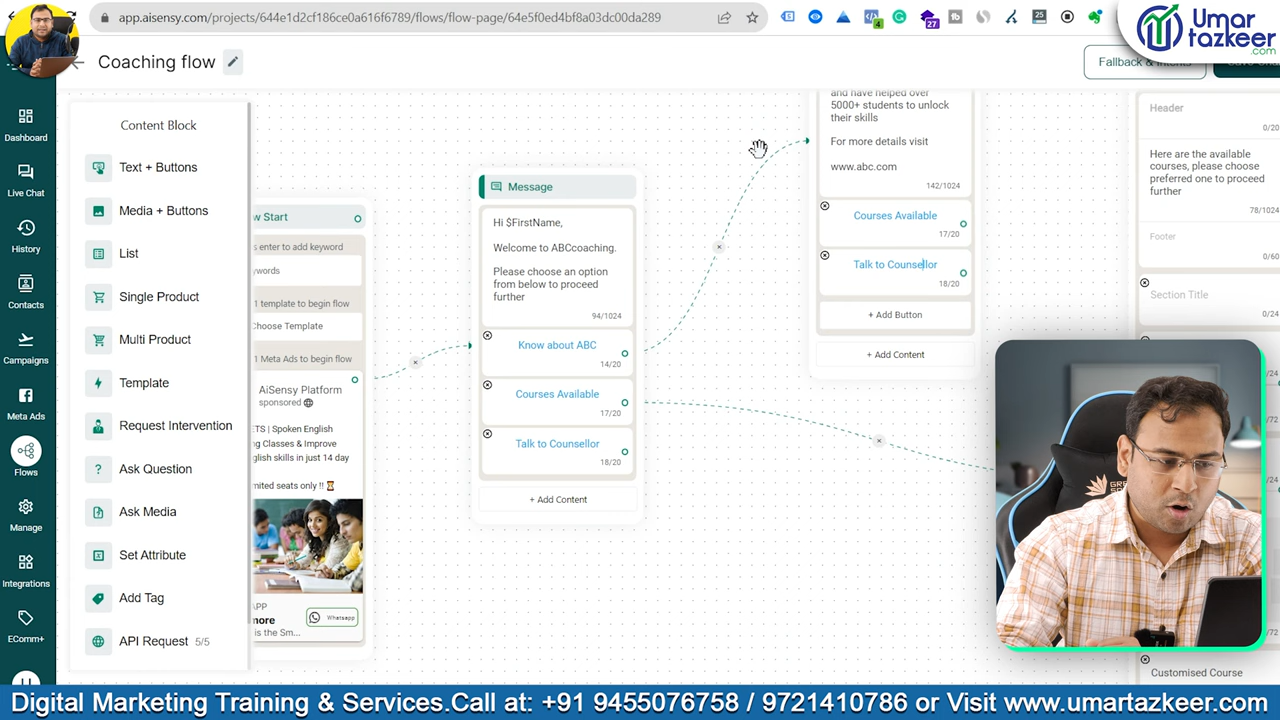 app.aisensy.com/projects/644e1d2d186ce0a616f6f789/flows/flow-page/64e5f0ed4bf8a03dc00da289
Umar
tazkeer
.com
Coaching flow
Fallback & Intents
Dashboard
Live Chat
History
Contacts
Campaigns
Meta Ads
Flows
Manage
Integrations
EComm+
Content Block
Text + Buttons
Media + Buttons
List
Single Product
Multi Product
Template
Request Intervention
Ask Question
Ask Media
Set Attribute
Add Tag
API Request 5/5
w Start
s enter to add keyword
ywords
1 template to begin flow
Choose Template
1 Meta Ads to begin flow
AiSensy Platform
sponsored
ETS | Spoken English
ng Classes & Improve
glish skills in just 14 day
mited seats only !!
APP
more
is the Sm...
Whatsapp
Message
Hi $FirstName,
Welcome to ABCcoaching.
Please choose an option
from below to proceed
further
94/1024
Know about ABC
14/20
Courses Available
17/20
Talk to Counsellor
18/20
+ Add Content
and have helped over
5000+ students to unlock
their skills
For more details visit
www.abc.com
142/1024
Courses Available
17/20
Talk to Counsellor
18/20
+ Add Button
+ Add Content
Header
0/20
Here are the available
courses, please choose
preferred one to proceed
further
78/1024
Footer
0/60
Section Title
0/24
/24
/72
/24
/72
Customised Course
Digital Marketing Training & Services.Call at: +91 9455076758 / 9721410786 or Visit www.umartazkeer.com